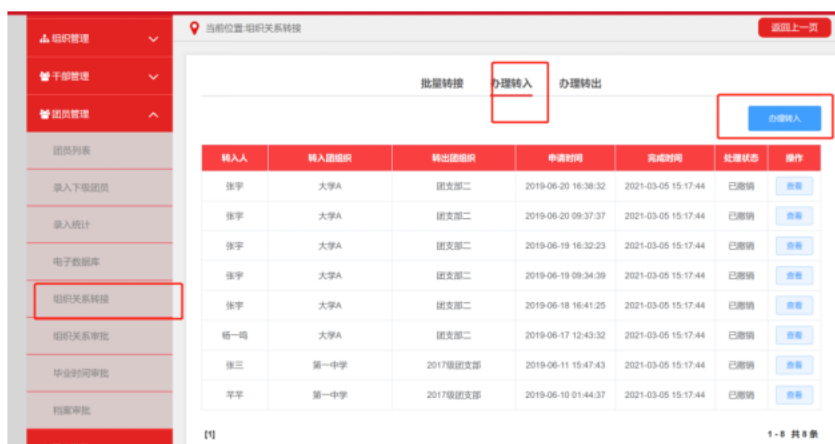 组织管理
干部管理
团员管理
团员列表
录入下级团员
录入统计
电子数据库
组织关系转接
组织关系审批
毕业时间审批
档案审批
当前位置:组织关系转接
返回上一页
批量转接 办理转入 办理转出
办理转入
转入人 转入团组织 转出团组织 申请时间 完成时间 处理状态 操作
张宇 大学A 团支部二 2019-06-20 16:38:32 2021-03-05 15:17:44 已撤销 查看
张宇 大学A 团支部二 2019-06-20 09:37:37 2021-03-05 15:17:44 已撤销 查看
张宇 大学A 团支部二 2019-06-19 16:32:23 2021-03-05 15:17:44 已撤销 查看
张宇 大学A 团支部二 2019-06-19 09:34:39 2021-03-05 15:17:44 已撤销 查看
张宇 大学A 团支部二 2019-06-18 16:41:25 2021-03-05 15:17:44 已撤销 查看
杨一鸣 大学A 团支部二 2019-06-17 12:43:32 2021-03-05 15:17:44 已撤销 查看
张三 第一中学 2017级团支部 2019-06-11 15:47:43 2021-03-05 15:17:44 已撤销 查看
芊芊 第一中学 2017级团支部 2019-06-10 01:44:37 2021-03-05 15:17:44 已撤销 查看
[1] 1-8 共8条